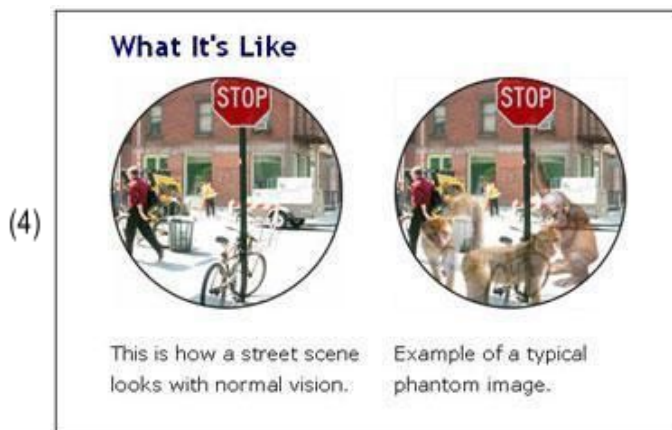 What It's Like
STOP
STOP
(4)
This is how a street scene
looks with normal vision.
Example of a typical
phantom image.